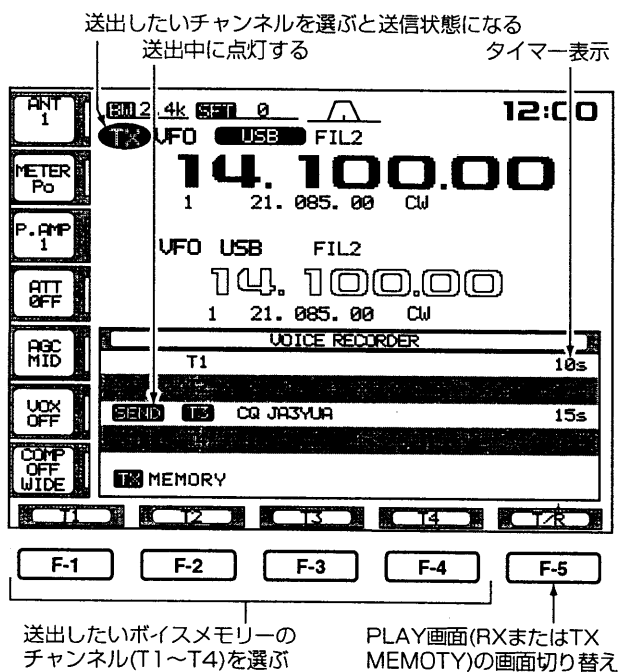 送出したいチャンネルを選ぶと送信状態になる
送出中に点灯する
タイマー表示
ANT
1
BW 2.4k SFT 0
12:00
TX VFO USB FIL2
METER
Po
14.100.00
1 21.085.00 CW
P.AMP
1
VFO USB FIL2
ATT
OFF
14.100.00
1 21.085.00 CW
AGC
MID
VOICE RECORDER
T1 10s
VOX
OFF
SEND T3 CQ JA3YUA 15s
COMP
OFF
WIDE
TX MEMORY
T1 T2 T3 T4 T/R
F-1 F-2 F-3 F-4 F-5
送出したいボイスメモリーの
チャンネル(T1〜T4)を選ぶ
PLAY画面(RXまたはTX
MEMOTY)の画面切り替え